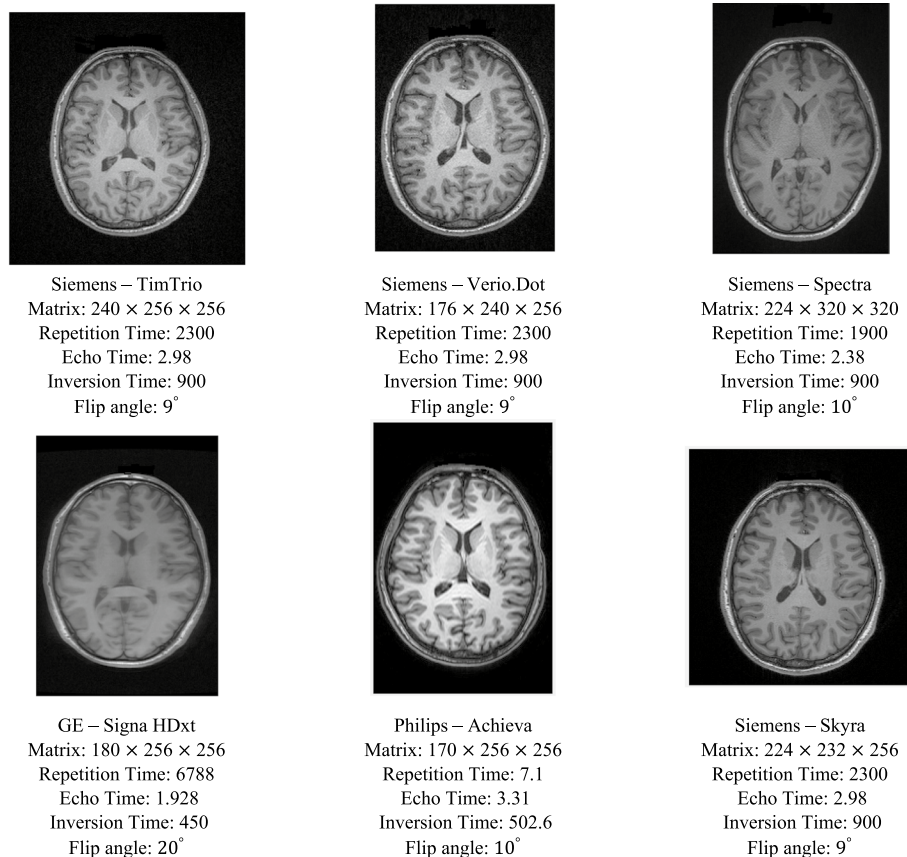 Siemens – TimTrio
Matrix: 240 × 256 × 256
Repetition Time: 2300
Echo Time: 2.98
Inversion Time: 900
Flip angle: 9°
Siemens – Verio.Dot
Matrix: 176 × 240 × 256
Repetition Time: 2300
Echo Time: 2.98
Inversion Time: 900
Flip angle: 9°
Siemens – Spectra
Matrix: 224 × 320 × 320
Repetition Time: 1900
Echo Time: 2.38
Inversion Time: 900
Flip angle: 10°
GE – Signa HDxt
Matrix: 180 × 256 × 256
Repetition Time: 6788
Echo Time: 1.928
Inversion Time: 450
Flip angle: 20°
Philips – Achieva
Matrix: 170 × 256 × 256
Repetition Time: 7.1
Echo Time: 3.31
Inversion Time: 502.6
Flip angle: 10°
Siemens – Skyra
Matrix: 224 × 232 × 256
Repetition Time: 2300
Echo Time: 2.98
Inversion Time: 900
Flip angle: 9°